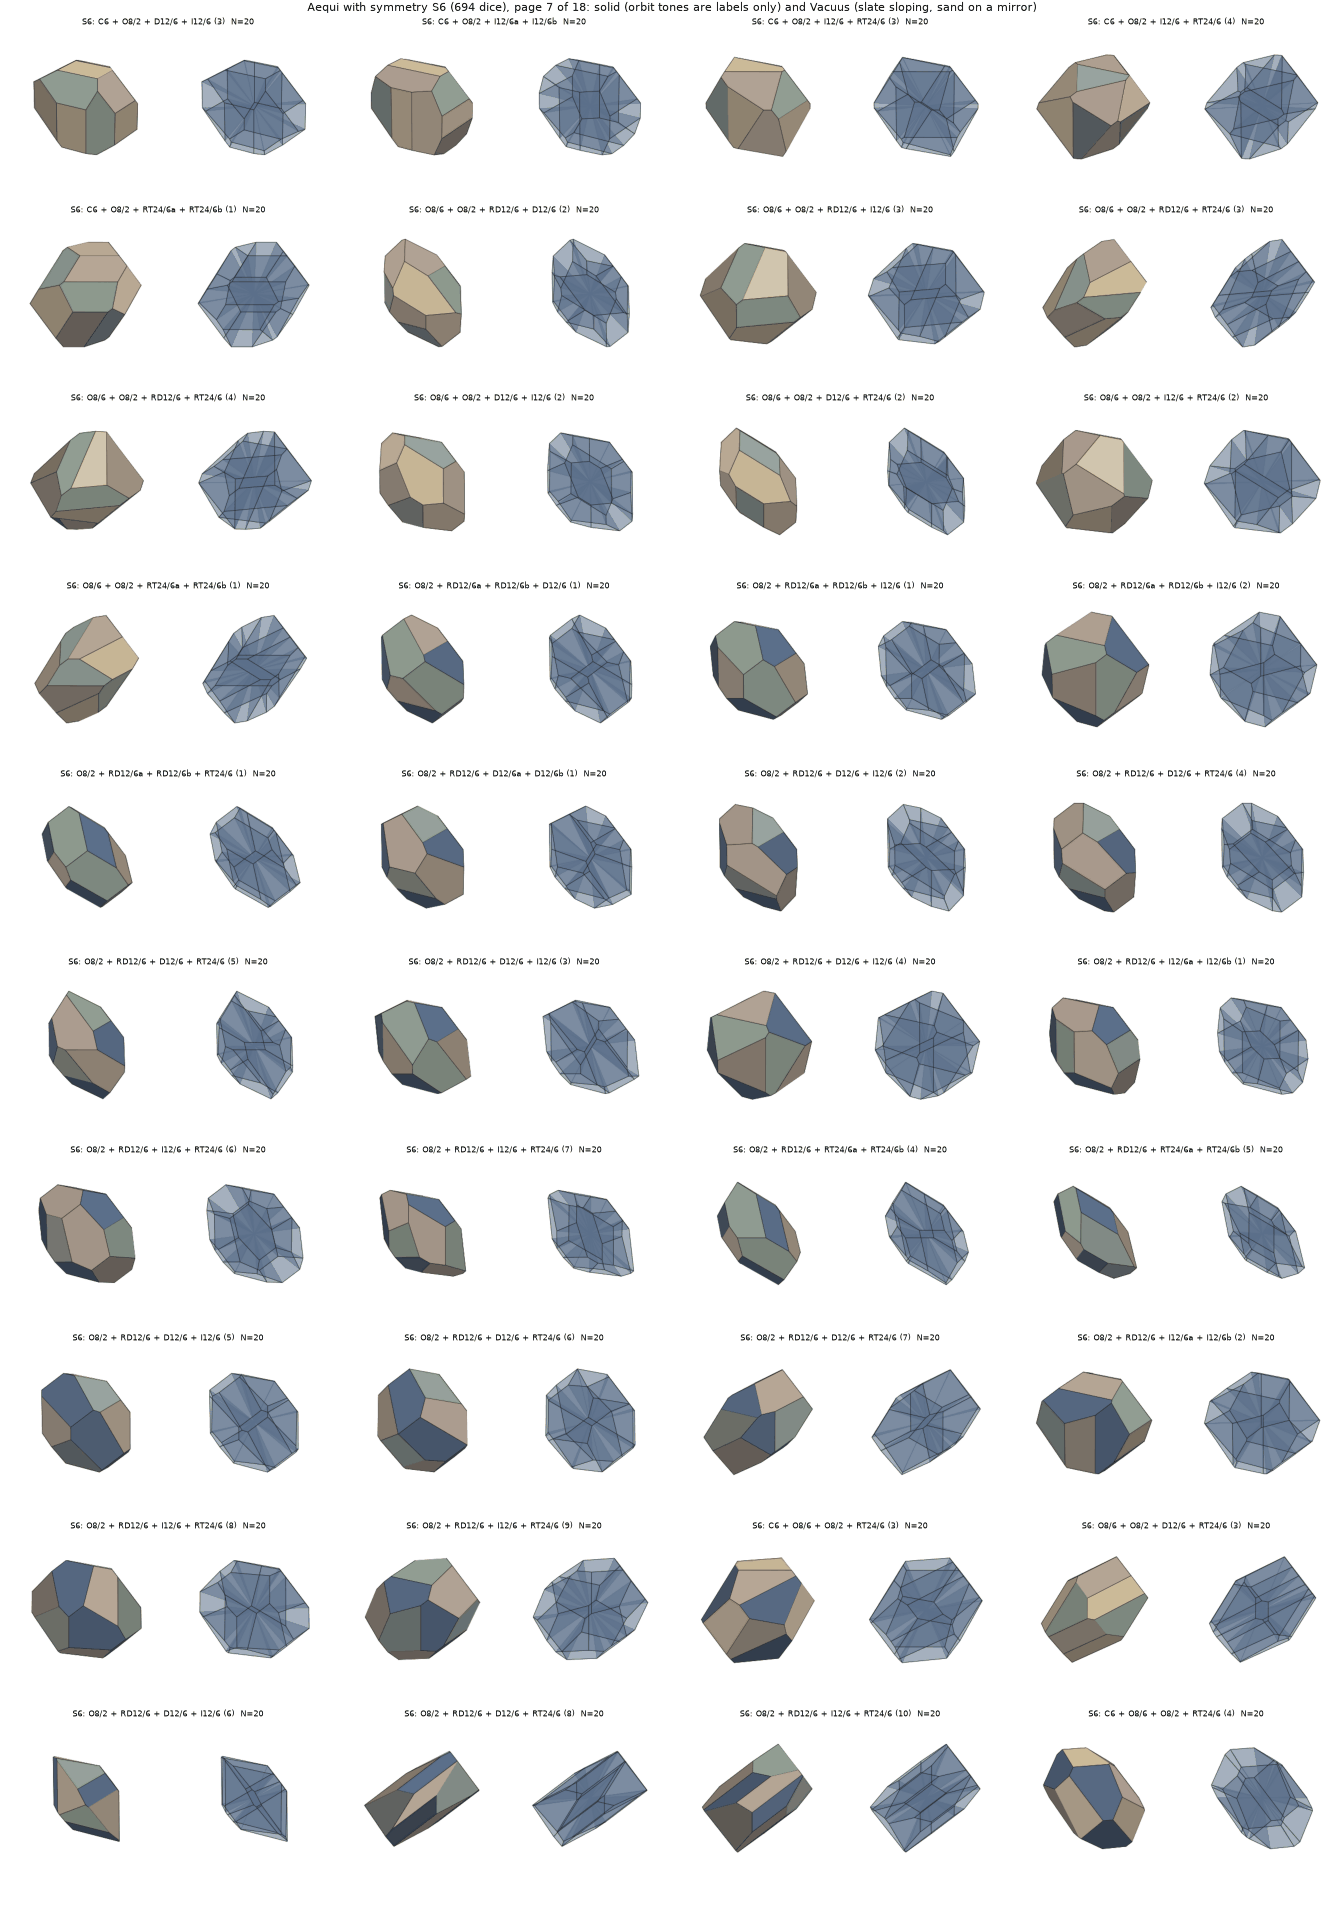 Aequi with symmetry S6 (694 dice), page 7 of 18: solid (orbit tones are labels only) and Vacuus (slate sloping, sand on a mirror)
S6: C6 + O8/2 + D12/6 + I12/6 (3) N=20
S6: C6 + O8/2 + I12/6a + I12/6b N=20
S6: C6 + O8/2 + I12/6 + RT24/6 (3) N=20
S6: C6 + O8/2 + I12/6 + RT24/6 (4) N=20
S6: C6 + O8/2 + RT24/6a + RT24/6b (1) N=20
S6: O8/6 + O8/2 + RD12/6 + D12/6 (2) N=20
S6: O8/6 + O8/2 + RD12/6 + I12/6 (3) N=20
S6: O8/6 + O8/2 + RD12/6 + RT24/6 (3) N=20
S6: O8/6 + O8/2 + RD12/6 + RT24/6 (4) N=20
S6: O8/6 + O8/2 + D12/6 + I12/6 (2) N=20
S6: O8/6 + O8/2 + D12/6 + RT24/6 (2) N=20
S6: O8/6 + O8/2 + I12/6 + RT24/6 (2) N=20
S6: O8/6 + O8/2 + RT24/6a + RT24/6b (1) N=20
S6: O8/2 + RD12/6a + RD12/6b + D12/6 (1) N=20
S6: O8/2 + RD12/6a + RD12/6b + I12/6 (1) N=20
S6: O8/2 + RD12/6a + RD12/6b + I12/6 (2) N=20
S6: O8/2 + RD12/6a + RD12/6b + RT24/6 (1) N=20
S6: O8/2 + RD12/6 + D12/6a + D12/6b (1) N=20
S6: O8/2 + RD12/6 + D12/6 + I12/6 (2) N=20
S6: O8/2 + RD12/6 + D12/6 + RT24/6 (4) N=20
S6: O8/2 + RD12/6 + D12/6 + RT24/6 (5) N=20
S6: O8/2 + RD12/6 + D12/6 + I12/6 (3) N=20
S6: O8/2 + RD12/6 + D12/6 + I12/6 (4) N=20
S6: O8/2 + RD12/6 + I12/6a + I12/6b (1) N=20
S6: O8/2 + RD12/6 + I12/6 + RT24/6 (6) N=20
S6: O8/2 + RD12/6 + I12/6 + RT24/6 (7) N=20
S6: O8/2 + RD12/6 + RT24/6a + RT24/6b (4) N=20
S6: O8/2 + RD12/6 + RT24/6a + RT24/6b (5) N=20
S6: O8/2 + RD12/6 + D12/6 + I12/6 (5) N=20
S6: O8/2 + RD12/6 + D12/6 + RT24/6 (6) N=20
S6: O8/2 + RD12/6 + D12/6 + RT24/6 (7) N=20
S6: O8/2 + RD12/6 + I12/6a + I12/6b (2) N=20
S6: O8/2 + RD12/6 + I12/6 + RT24/6 (8) N=20
S6: O8/2 + RD12/6 + I12/6 + RT24/6 (9) N=20
S6: C6 + O8/6 + O8/2 + RT24/6 (3) N=20
S6: O8/6 + O8/2 + D12/6 + RT24/6 (3) N=20
S6: O8/2 + RD12/6 + D12/6 + I12/6 (6) N=20
S6: O8/2 + RD12/6 + D12/6 + RT24/6 (8) N=20
S6: O8/2 + RD12/6 + I12/6 + RT24/6 (10) N=20
S6: C6 + O8/6 + O8/2 + RT24/6 (4) N=20